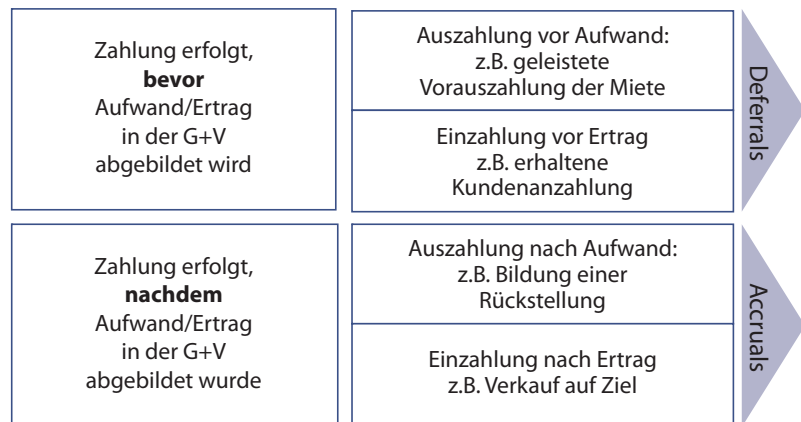 Zahlung erfolgt,
bevor
Aufwand/Ertrag
in der G+V
abgebildet wird
Auszahlung vor Aufwand:
z.B. geleistete
Vorauszahlung der Miete
Einzahlung vor Ertrag
z.B. erhaltene
Kundenanzahlung
Deferrals
Zahlung erfolgt,
nachdem
Aufwand/Ertrag
in der G+V
abgebildet wurde
Auszahlung nach Aufwand:
z.B. Bildung einer
Rückstellung
Einzahlung nach Ertrag
z.B. Verkauf auf Ziel
Accruals